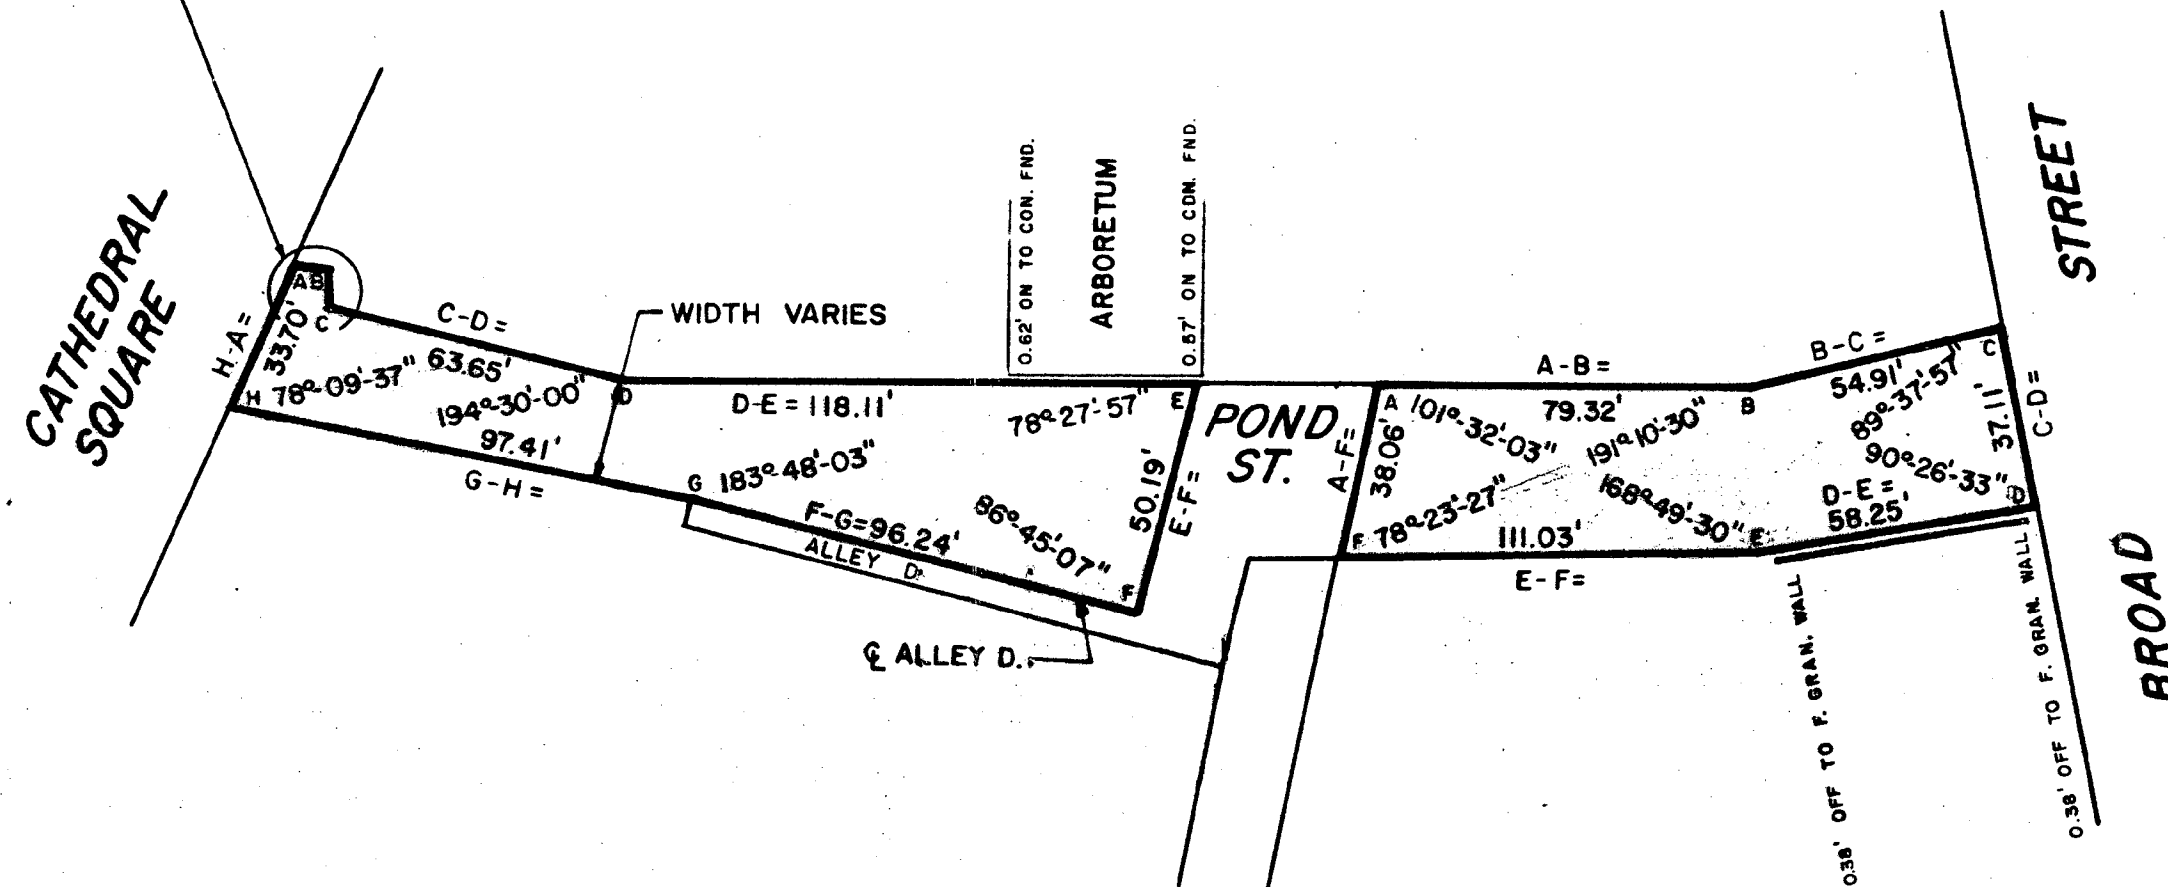 CATHEDRAL
SQUARE
A B
C
H-A=
33.70'
H 78°-09'-37"
C-D=
63.65'
194°-30'-00"
D
97.41'
G-H=
WIDTH VARIES
0.62' ON TO CON. FND.
ARBORETUM
0.57' ON TO CON. FND.
D-E=118.11'
78°-27'-57"
E
G 183°-48'-03"
F-G=96.24'
ALLEY D.
86°-45'-07"
F
50.19'
E-F=
℄ ALLEY D.
POND
ST.
A-F=
38.06'
A 101°-32'-03"
A-B=
79.32'
B
191°-10'-30"
F 78°-23'-27"
111.03'
E-F=
168°-49'-30"
E
B-C=
54.91'
C
89°-37'-57"
37.11'
C-D=
90°-26'-33"
D
D-E=
58.25'
0.38' OFF TO F. GRAN. WALL
0.38' OFF TO F. GRAN. WALL
STREET
BROAD